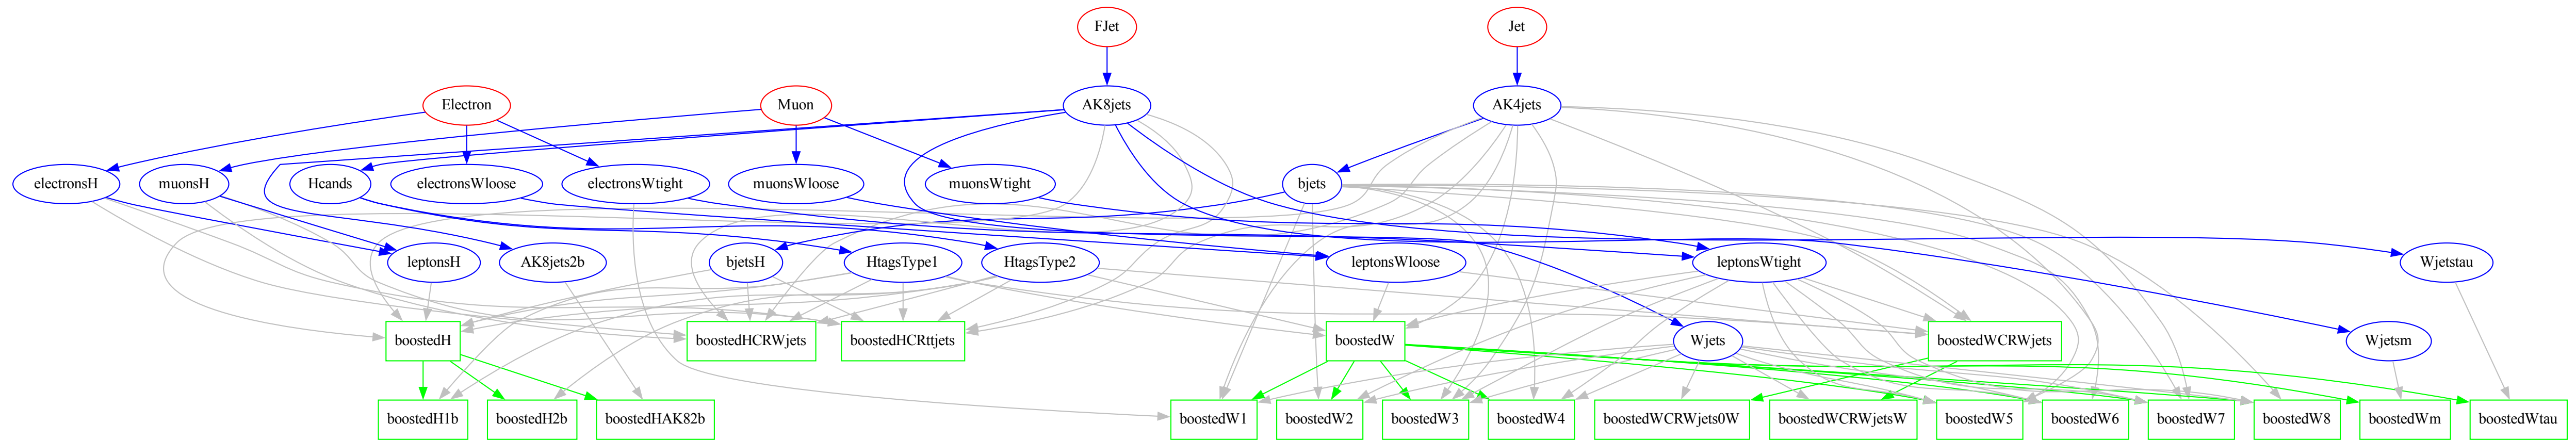 FJet
Jet
Electron
Muon
AK8jets
AK4jets
electronsH
muonsH
Hcands
electronsWloose
electronsWtight
muonsWloose
muonsWtight
bjets
leptonsH
AK8jets2b
bjetsH
HtagsType1
HtagsType2
leptonsWloose
leptonsWtight
Wjetstau
boostedH
boostedHCRWjets
boostedHCRttjets
boostedW
Wjets
boostedWCRWjets
Wjetsm
boostedH1b
boostedH2b
boostedHAK82b
boostedW1
boostedW2
boostedW3
boostedW4
boostedWCRWjets0W
boostedWCRWjetsW
boostedW5
boostedW6
boostedW7
boostedW8
boostedWm
boostedWtau